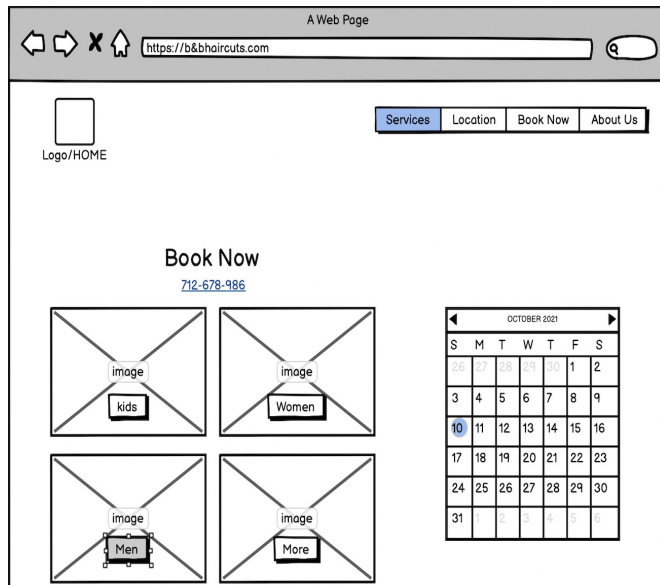 A Web Page
https://b&bhaircuts.com
Services Location Book Now About Us
Logo/HOME
Book Now
712-678-986
image
kids
image
Women
image
Men
image
More
OCTOBER 2021
S M T W T F S
26 27 28 29 30 1 2
3 4 5 6 7 8 9
10 11 12 13 14 15 16
17 18 19 20 21 22 23
24 25 26 27 28 29 30
31 1 2 3 4 5 6